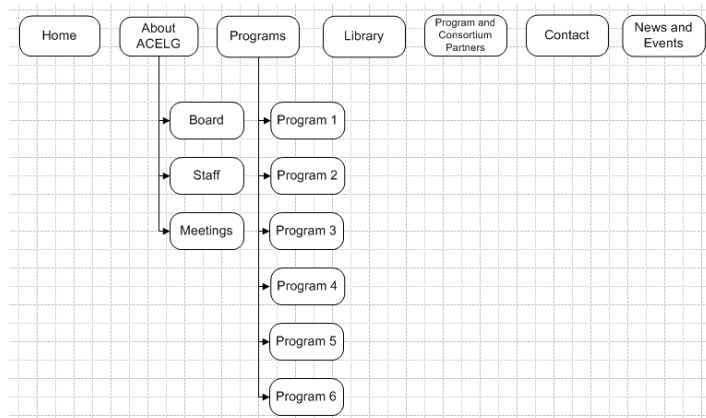 Home
About
ACELG
Programs
Library
Program and
Consortium
Partners
Contact
News and
Events
Board
Program 1
Staff
Program 2
Meetings
Program 3
Program 4
Program 5
Program 6